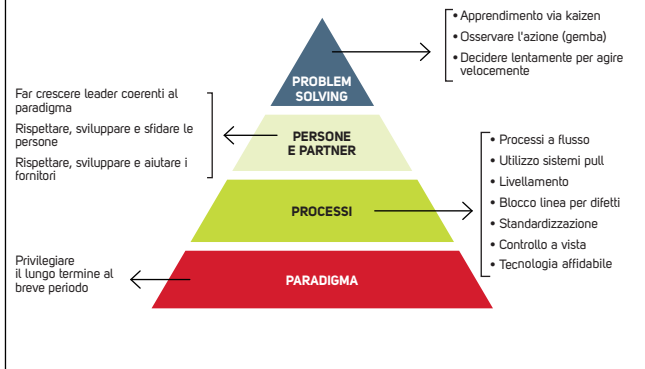 • Apprendimento via kaizen
• Osservare l'azione (gemba)
• Decidere lentamente per agire
velocemente
PROBLEM
SOLVING
Far crescere leader coerenti al
paradigma
Rispettare, sviluppare e sfidare le
persone
Rispettare, sviluppare e aiutare i
fornitori
PERSONE
E PARTNER
• Processi a flusso
• Utilizzo sistemi pull
• Livellamento
• Blocco linea per difetti
• Standardizzazione
• Controllo a vista
• Tecnologia affidabile
PROCESSI
Privilegiare
il lungo termine al
breve periodo
PARADIGMA